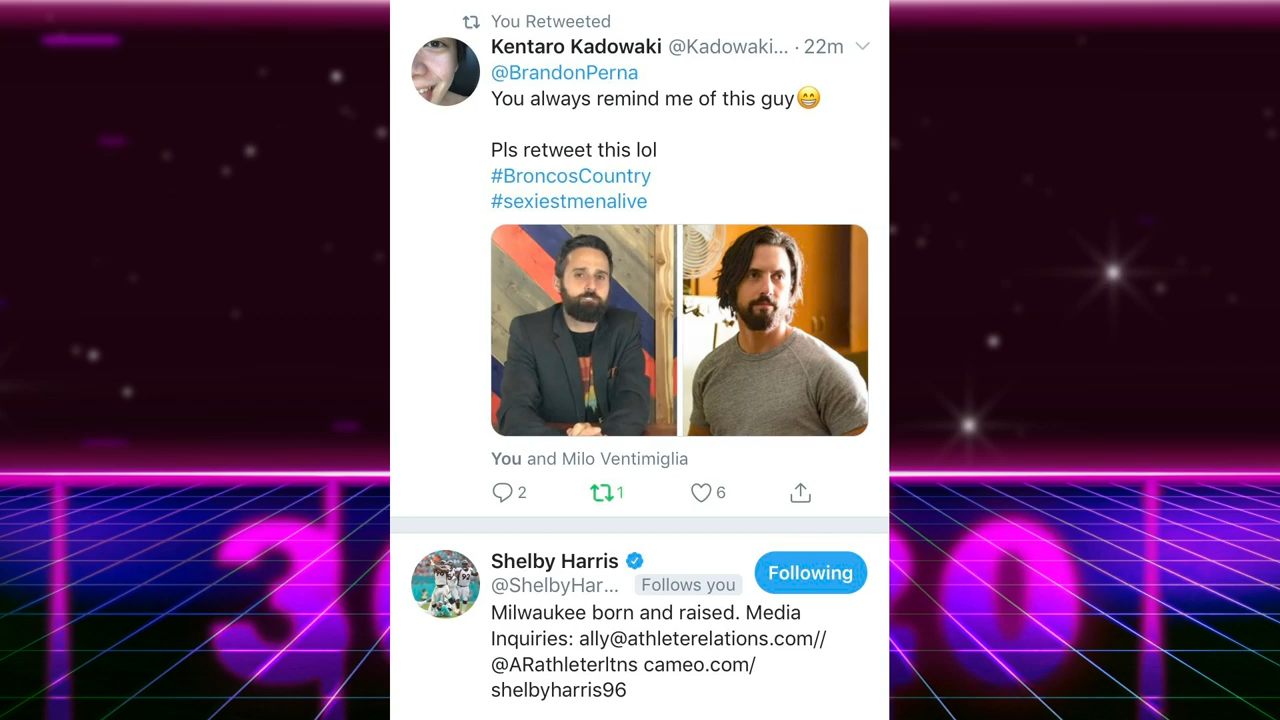 You Retweeted
Kentaro Kadowaki @Kadowaki... · 22m
@BrandonPerna
You always remind me of this guy😁
Pls retweet this lol
#BroncosCountry
#sexiestmenalive
You and Milo Ventimiglia
2 1 6
Shelby Harris
@ShelbyHar... Follows you
Following
Milwaukee born and raised. Media
Inquiries: ally@athleterelations.com//
@ARathleterltns cameo.com/
shelbyharris96